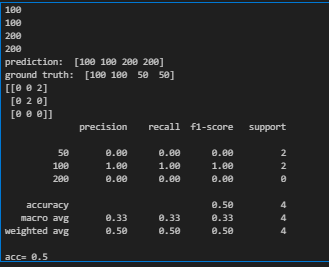 100
100
200
200
prediction:  [100 100 200 200]
ground truth:  [100 100  50  50]
[[0 0 2]
 [0 2 0]
 [0 0 0]]
              precision    recall  f1-score   support

          50       0.00      0.00      0.00         2
         100       1.00      1.00      1.00         2
         200       0.00      0.00      0.00         0

    accuracy                           0.50         4
   macro avg       0.33      0.33      0.33         4
weighted avg       0.50      0.50      0.50         4

acc= 0.5